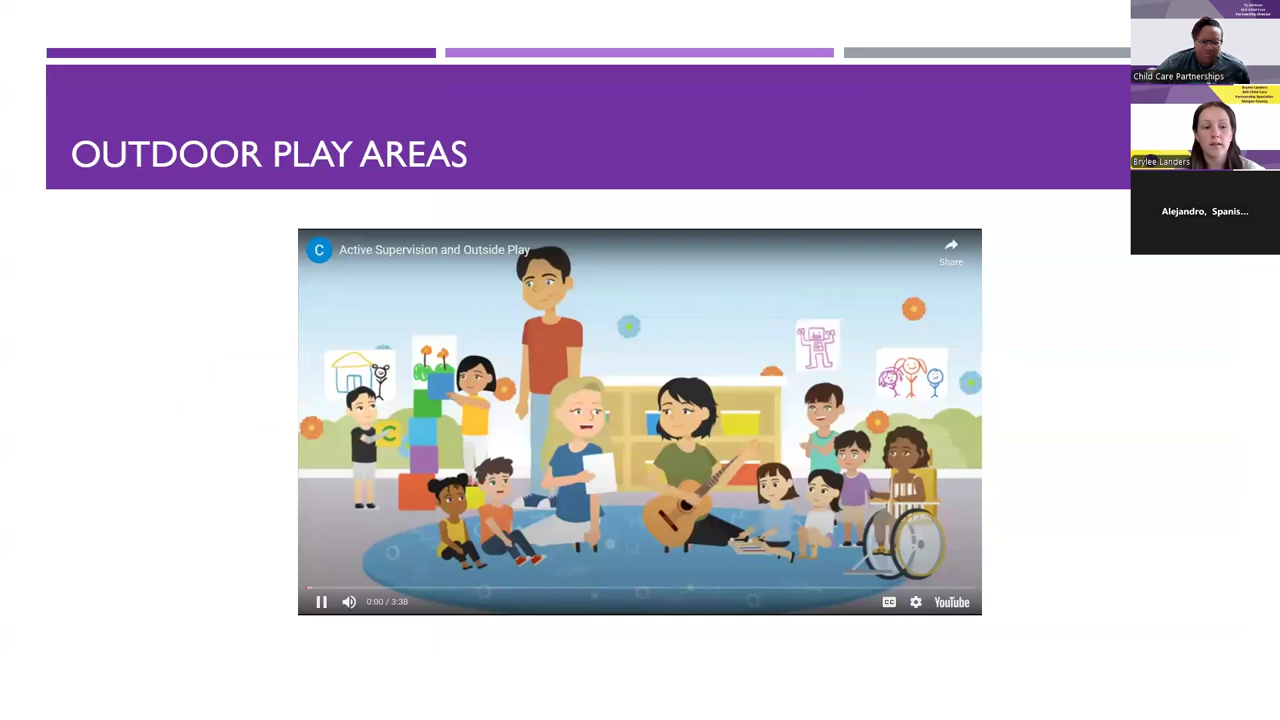 OUTDOOR PLAY AREAS
C
Active Supervision and Outside Play
Share
0:00 / 3:38
CC
YouTube
Child Care Partnerships
Brylee Landers
Alejandro, Spanis...